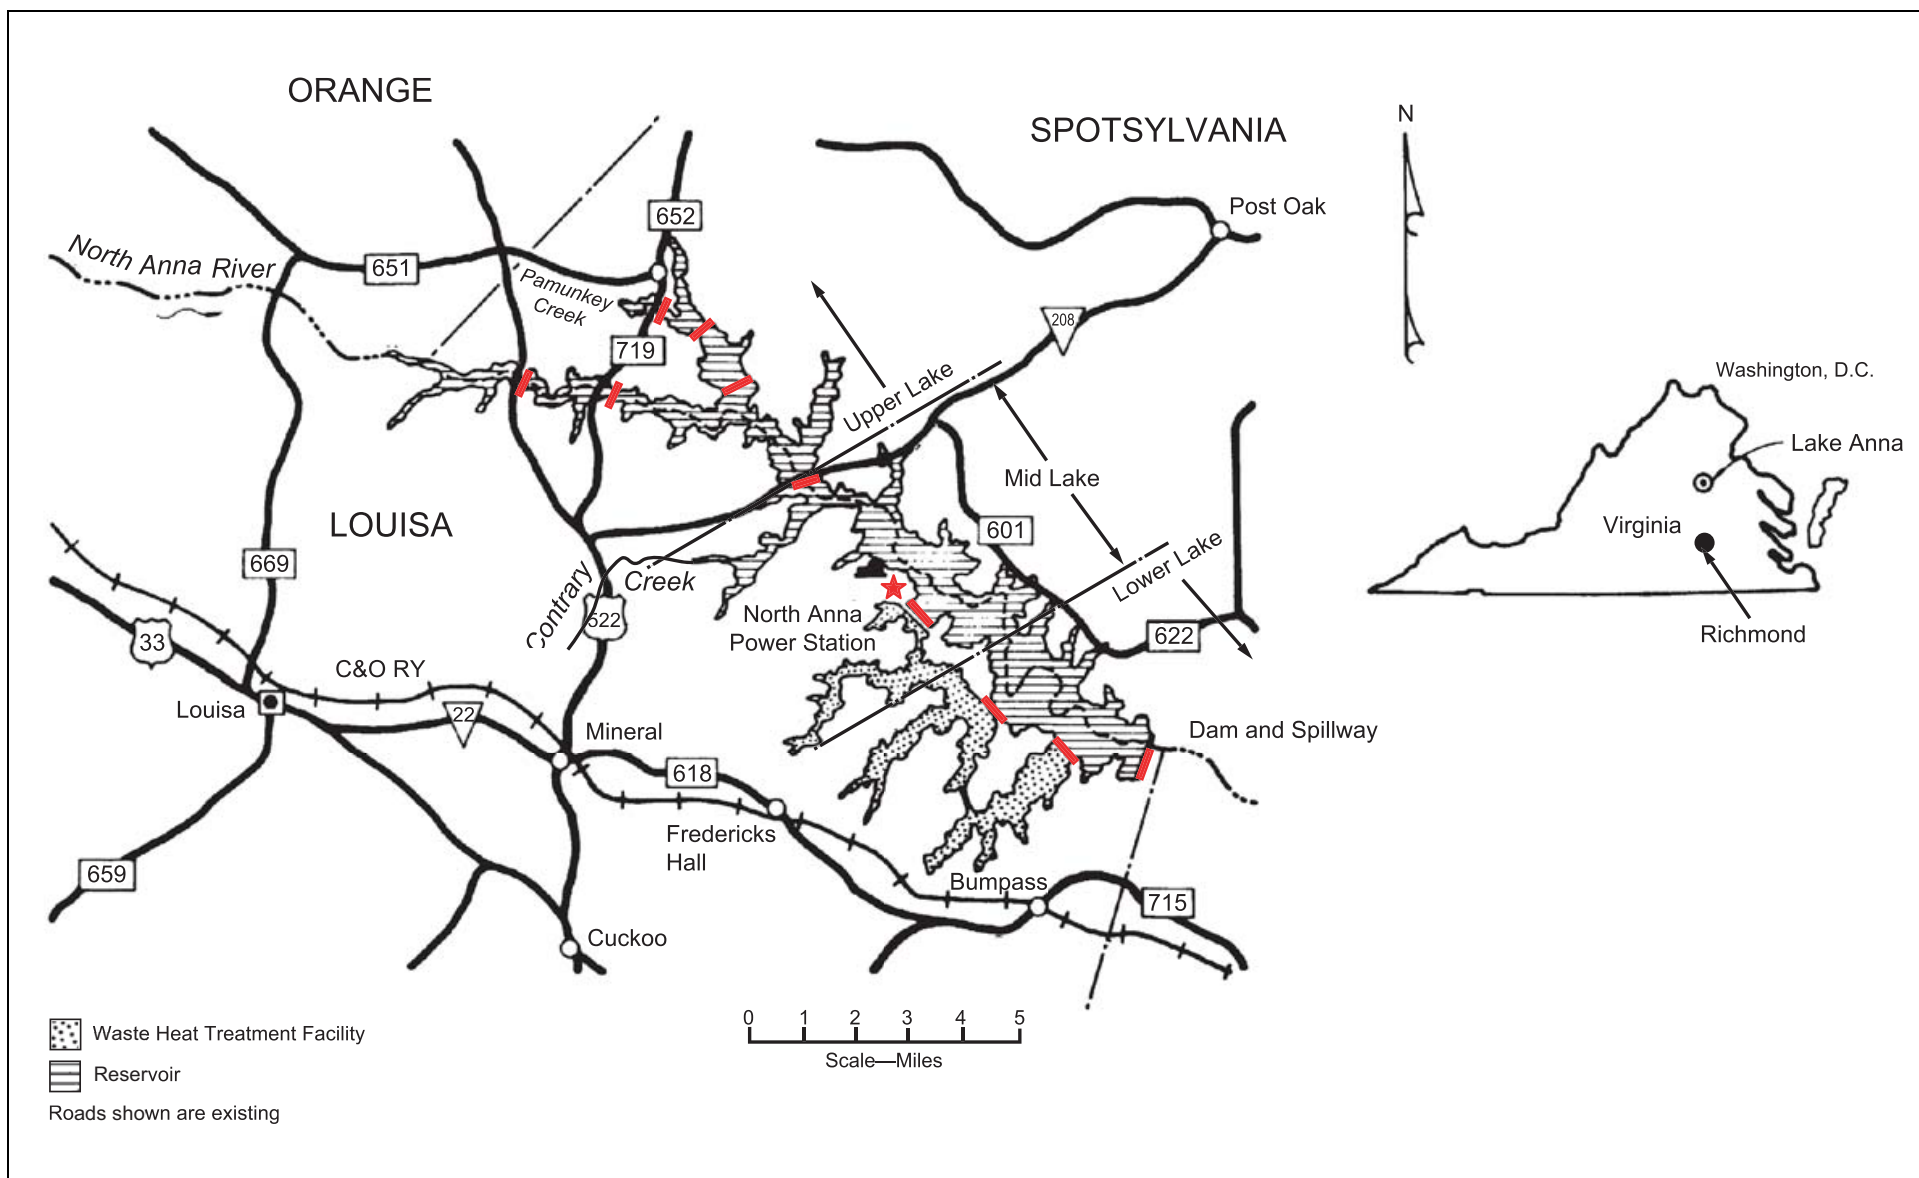 ORANGE
SPOTSYLVANIA
N
Post Oak
652
North Anna River
651
Pamunkey
Creek
208
719
Upper Lake
Washington, D.C.
Lake Anna
Mid Lake
LOUISA
601
Virginia
669
Lower Lake
Contrary
Creek
522
North Anna
Power Station
622
Richmond
33
C&O RY
Louisa
22
Mineral
Dam and Spillway
618
Fredericks
Hall
659
Bumpass
715
Cuckoo
0 1 2 3 4 5
Scale—Miles
Waste Heat Treatment Facility
Reservoir
Roads shown are existing